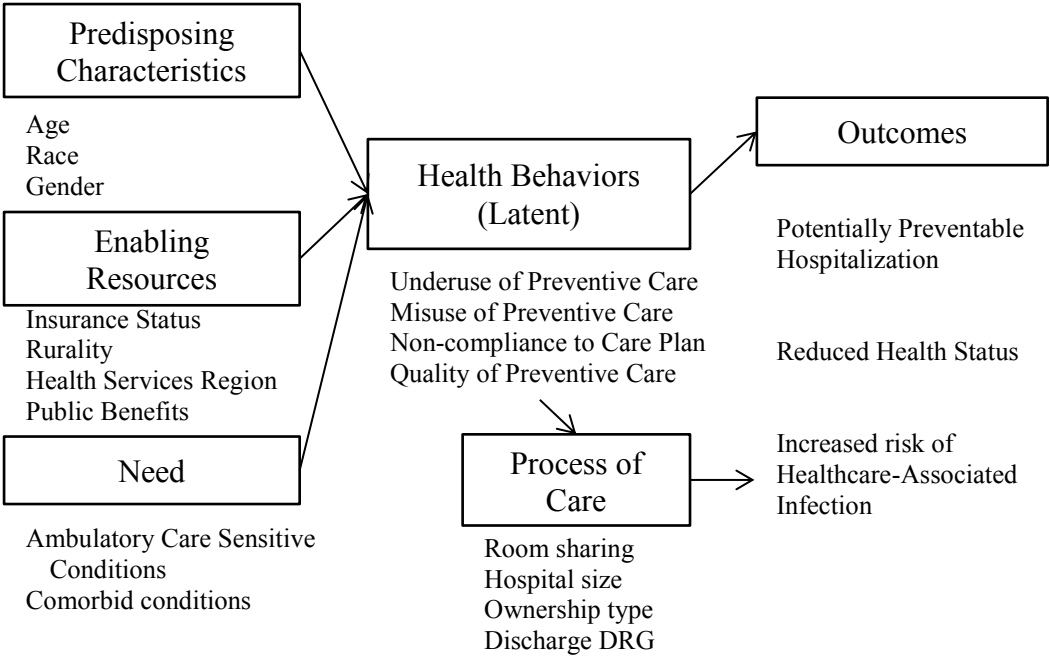 Predisposing
Characteristics
Age
Race
Gender
Enabling
Resources
Insurance Status
Rurality
Health Services Region
Public Benefits
Need
Ambulatory Care Sensitive
Conditions
Comorbid conditions
Health Behaviors
(Latent)
Underuse of Preventive Care
Misuse of Preventive Care
Non-compliance to Care Plan
Quality of Preventive Care
Process of
Care
Room sharing
Hospital size
Ownership type
Discharge DRG
Outcomes
Potentially Preventable
Hospitalization
Reduced Health Status
Increased risk of
Healthcare-Associated
Infection